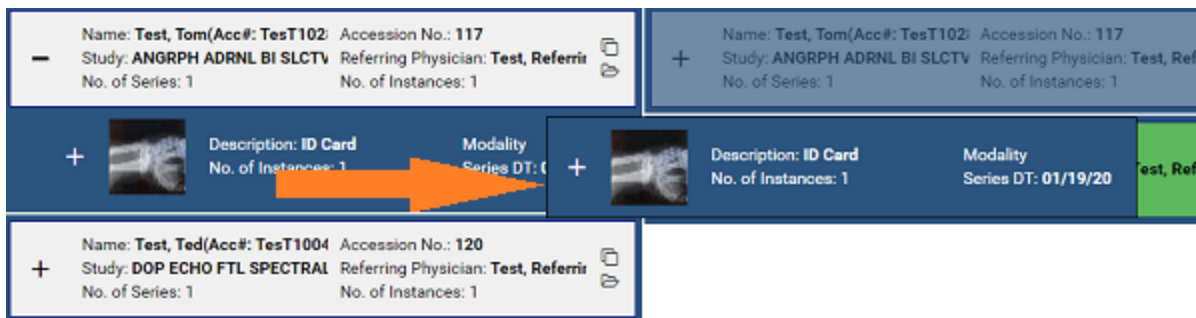 Name: Test, Tom(Acc#: TesT102
Accession No.: 117
Study: ANGRPH ADRNL BI SLCTV
Referring Physician: Test, Referrin
No. of Series: 1
No. of Instances: 1
Name: Test, Tom(Acc#: TesT102
Accession No.: 117
Study: ANGRPH ADRNL BI SLCTV
Referring Physician: Test, Ref
No. of Series: 1
No. of Instances: 1
Description: ID Card
Modality
No. of Instances: 1
Series DT: 0
Description: ID Card
Modality
No. of Instances: 1
Series DT: 01/19/20
Test, Ref
Name: Test, Ted(Acc#: TesT1004
Accession No.: 120
Study: DOP ECHO FTL SPECTRAL
Referring Physician: Test, Referrin
No. of Series: 1
No. of Instances: 1